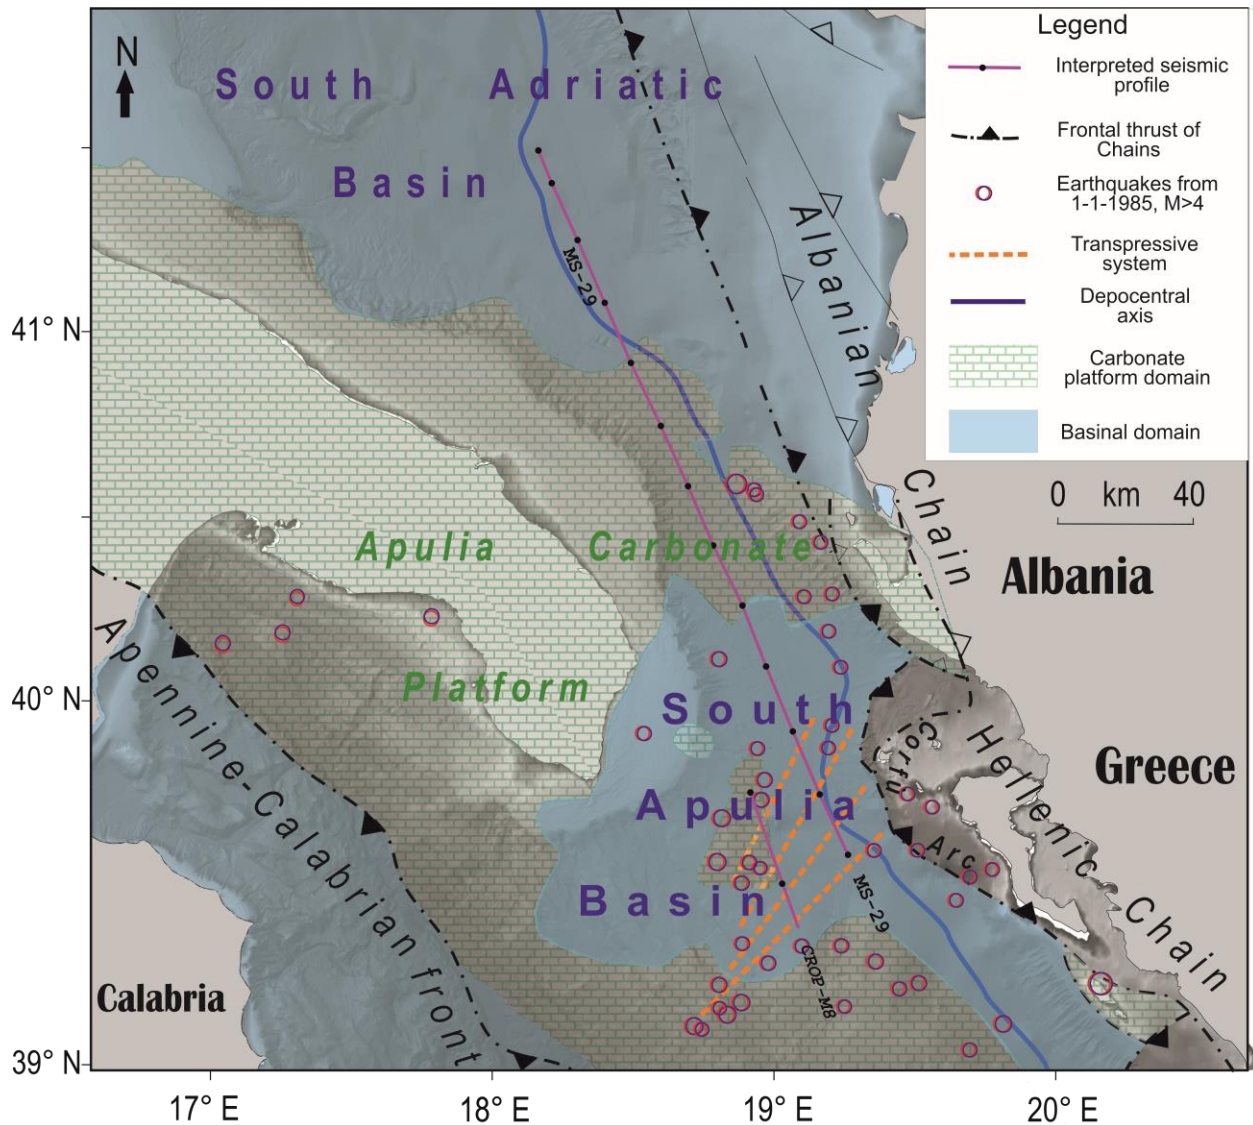 N
South Adriatic
Basin
MS-29
Albanian
Chain
Apulia Carbonate
Platform
Apennine-Calabrian front
South
Apulia
Basin
Corfu
Arc
Hellenic Chain
MS-29
CROP-M8
Calabria
Albania
Greece
0 km 40
Legend
Interpreted seismic
profile
Frontal thrust of
Chains
Earthquakes from
1-1-1985, M>4
Transpressive
system
Depocentral
axis
Carbonate
platform domain
Basinal domain
41° N
40° N
39° N
17° E
18° E
19° E
20° E